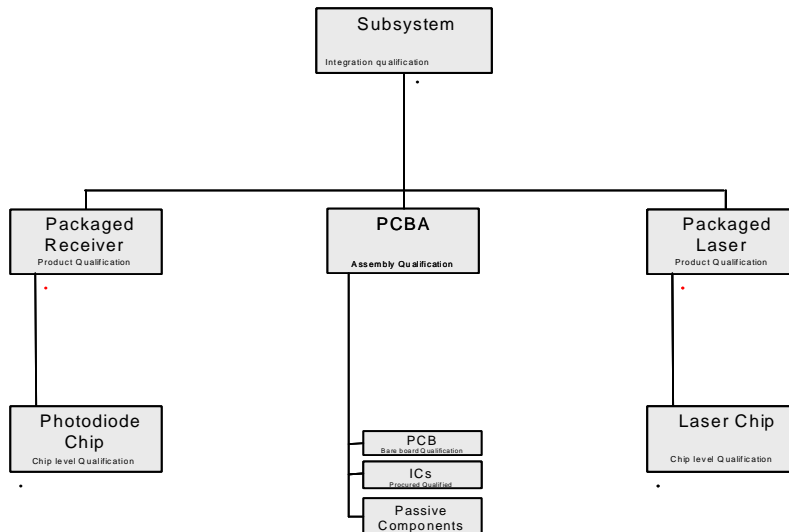 Subsystem
Integration qualification
Packaged
Receiver
Product Qualification
PCBA
Assembly Qualification
Packaged
Laser
Product Qualification
Photodiode
Chip
Chip level Qualification
PCB
Bare board Qualification
ICs
Procured Qualified
Passive
Components
Laser Chip
Chip level Qualification